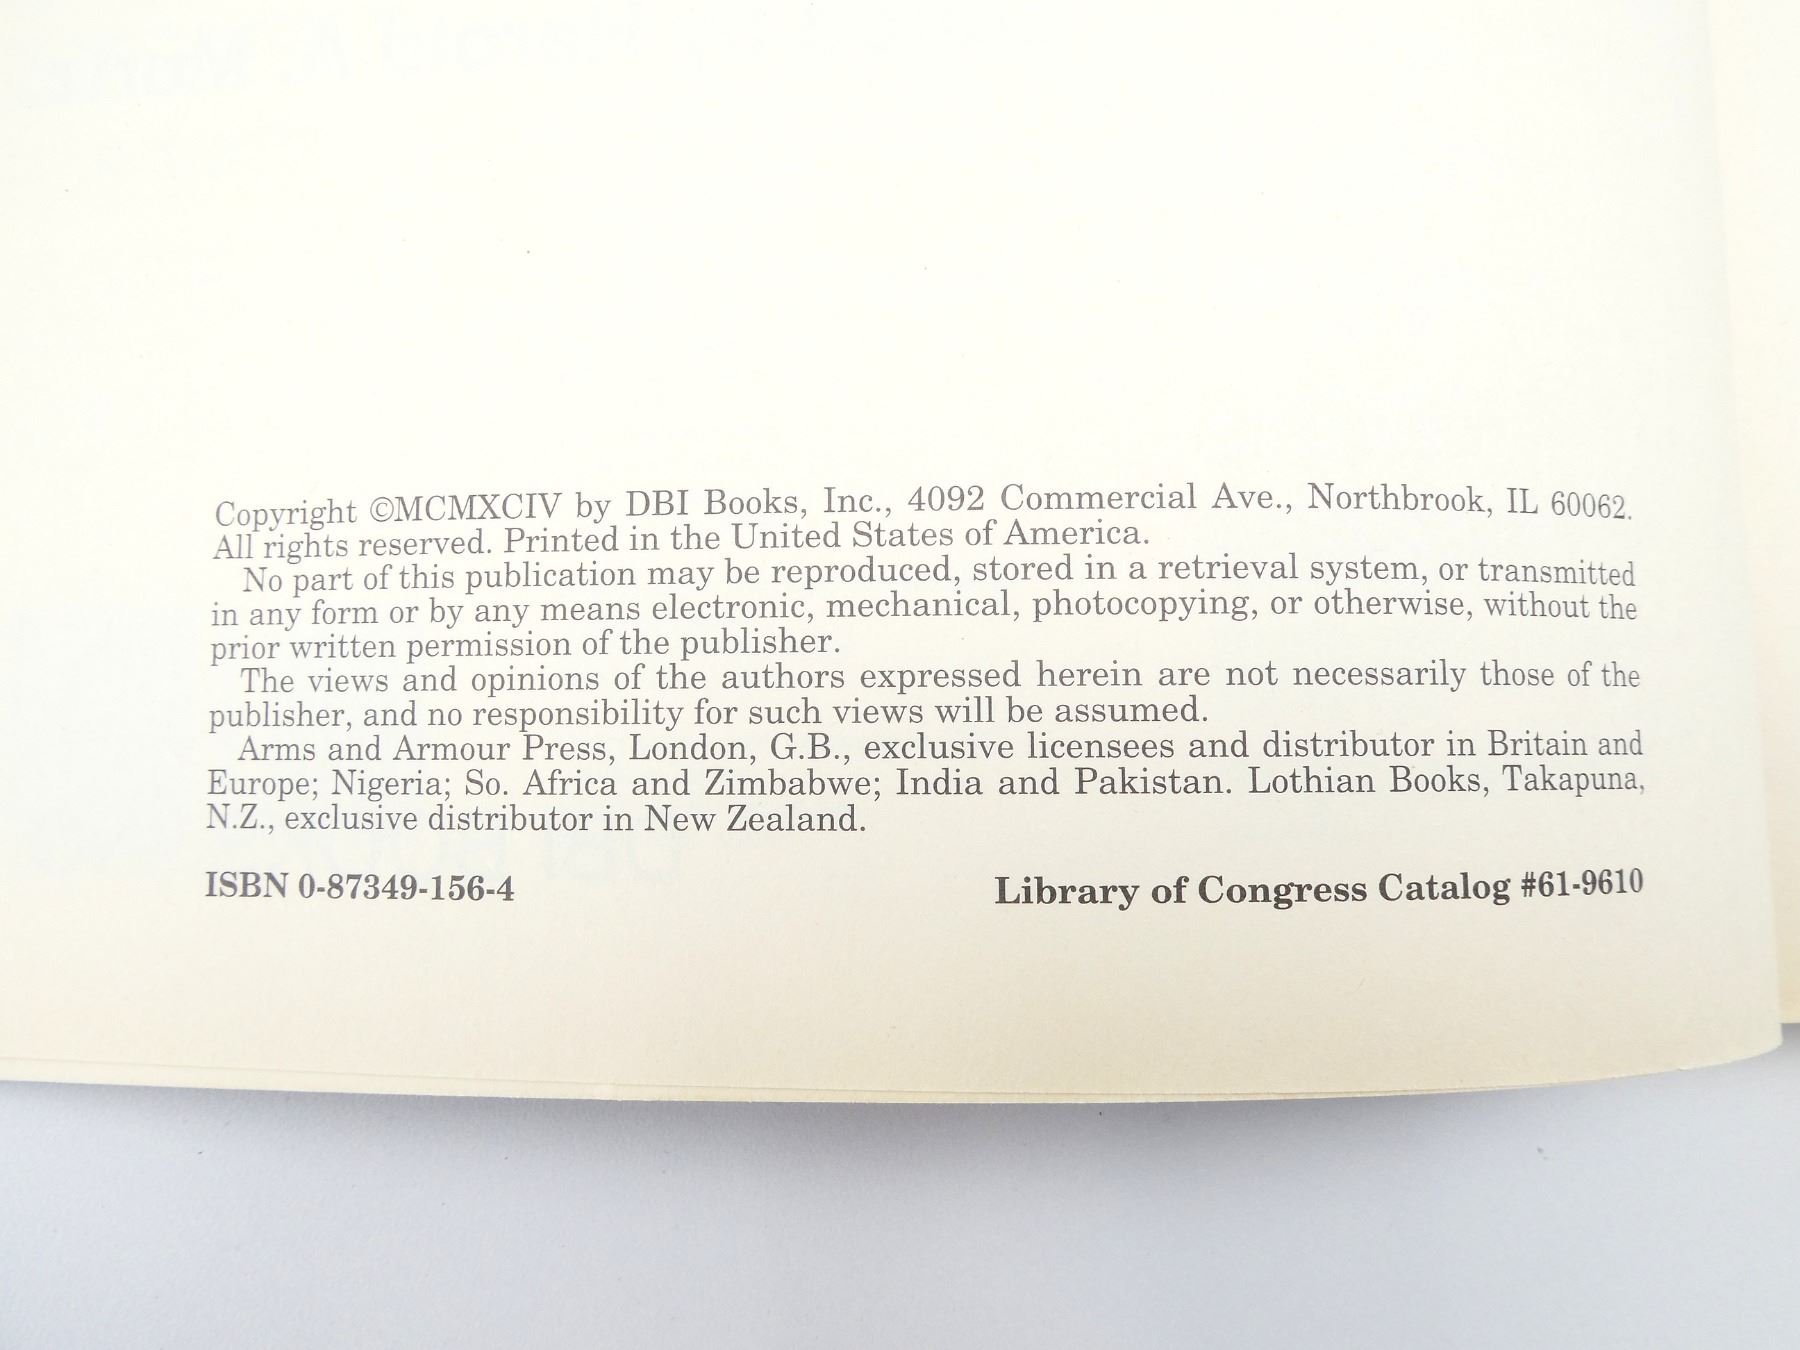 Copyright ©MCMXCIV by DBI Books, Inc., 4092 Commercial Ave., Northbrook, IL 60062.
All rights reserved. Printed in the United States of America.
No part of this publication may be reproduced, stored in a retrieval system, or transmitted
in any form or by any means electronic, mechanical, photocopying, or otherwise, without the
prior written permission of the publisher.
The views and opinions of the authors expressed herein are not necessarily those of the
publisher, and no responsibility for such views will be assumed.
Arms and Armour Press, London, G.B., exclusive licensees and distributor in Britain and
Europe; Nigeria; So. Africa and Zimbabwe; India and Pakistan. Lothian Books, Takapuna,
N.Z., exclusive distributor in New Zealand.
ISBN 0-87349-156-4 Library of Congress Catalog #61-9610